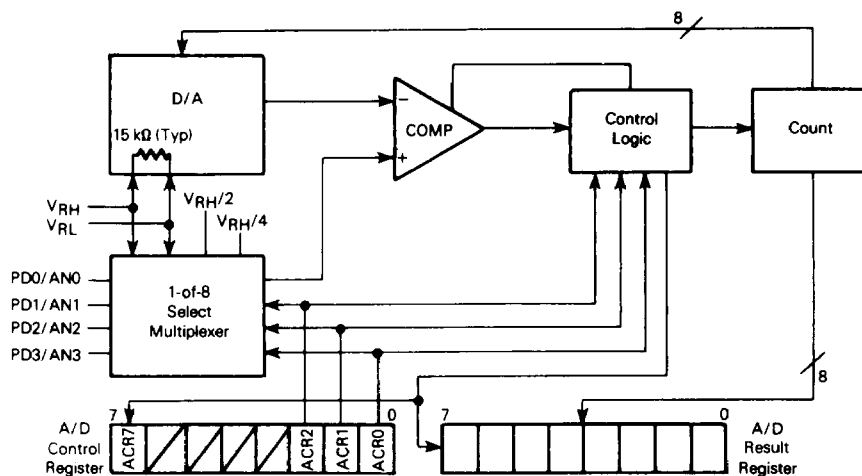 8
D/A
15 kΩ (Typ)
COMP
−
+
Control
Logic
Count
VRH
VRL
VRH/2
VRH/4
PD0/AN0
PD1/AN1
PD2/AN2
PD3/AN3
1-of-8
Select
Multiplexer
8
A/D
Control
Register
7
0
ACR7
ACR2
ACR1
ACR0
7
0
A/D
Result
Register